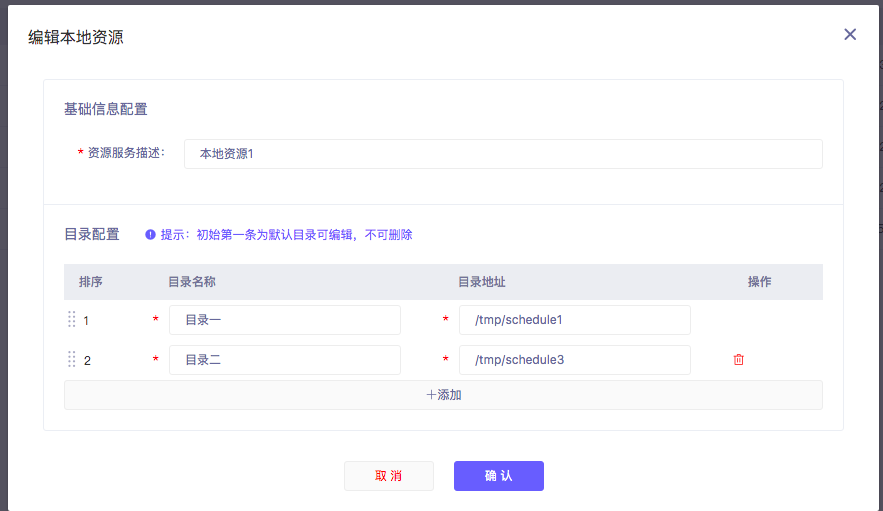 编辑本地资源
基础信息配置
* 资源服务描述： 本地资源1
目录配置 提示：初始第一条为默认目录可编辑，不可删除
排序 目录名称 目录地址 操作
1 * 目录一 * /tmp/schedule1
2 * 目录二 * /tmp/schedule3
+添加
取 消 确 认